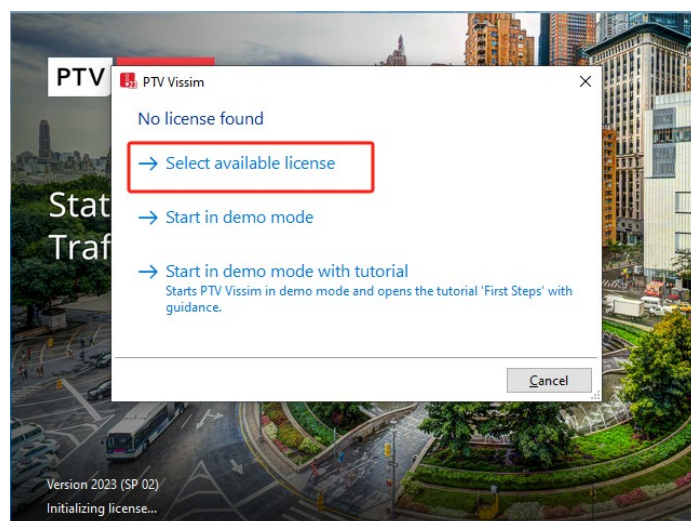 PTV
PTV Vissim
No license found
Select available license
Stat
Start in demo mode
Traf
Start in demo mode with tutorial
Starts PTV Vissim in demo mode and opens the tutorial 'First Steps' with
guidance.
Cancel
Version 2023 (SP 02)
Initializing license...